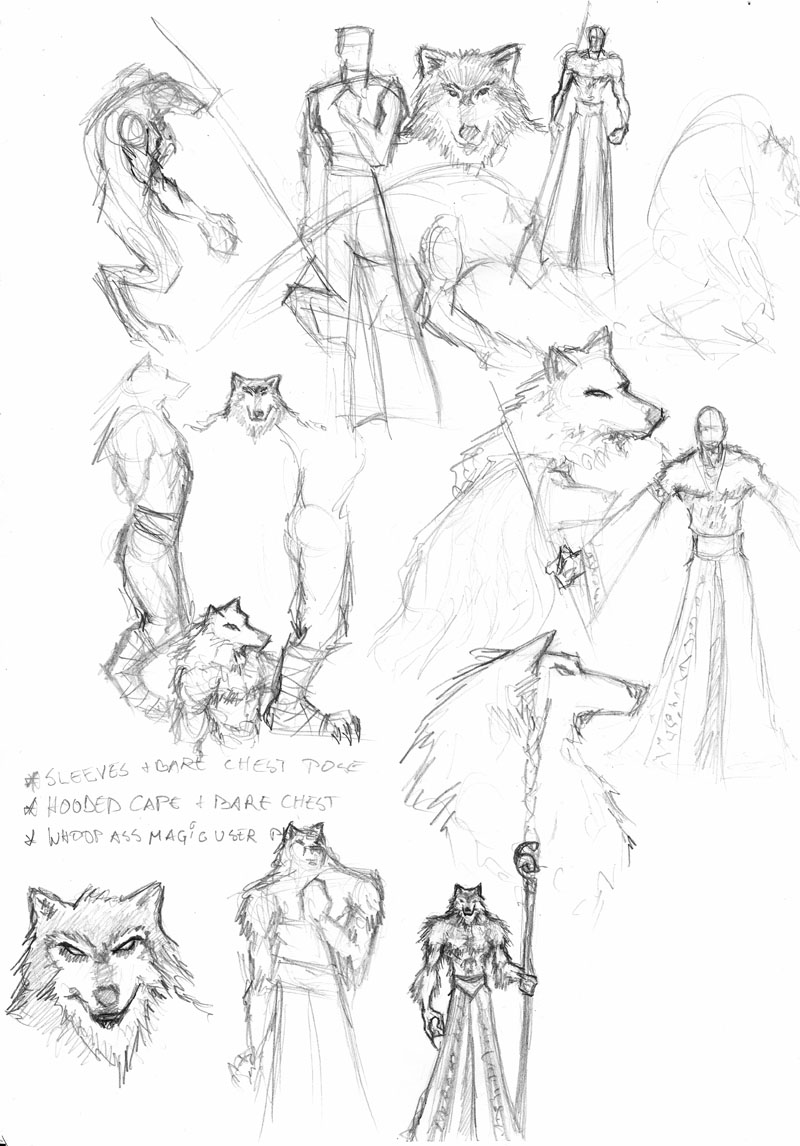 * SLEEVES + BARE CHEST POSE
* HOODED CAPE + BARE CHEST
* WHOOP ASS MAGIC USER